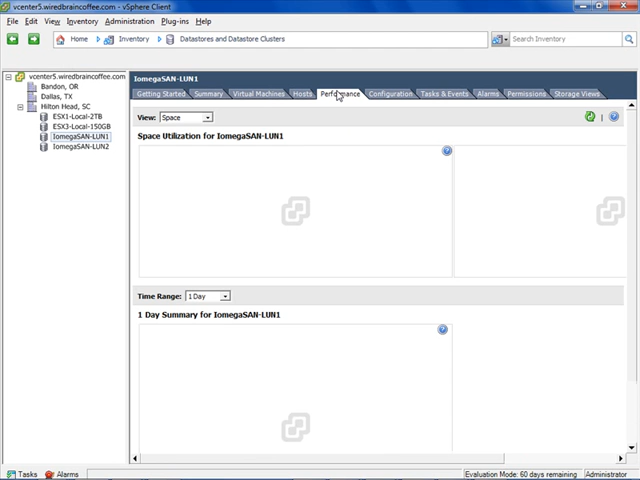 vcenter5.wiredbraincoffee.com - vSphere Client
File Edit View Inventory Administration Plug-ins Help
Home Inventory Datastores and Datastore Clusters Search Inventory
vcenter5.wiredbraincoffee.com
Bandon, OR
Dallas, TX
Hilton Head, SC
ESX1-Local-2TB
ESX3-Local-150GB
IomegaSAN-LUN1
IomegaSAN-LUN2
IomegaSAN-LUN1
Getting Started Summary Virtual Machines Hosts Performance Configuration Tasks & Events Alarms Permissions Storage Views
View: Space
Space Utilization for IomegaSAN-LUN1
Time Range: 1 Day
1 Day Summary for IomegaSAN-LUN1
Tasks Alarms Evaluation Mode: 60 days remaining Administrator